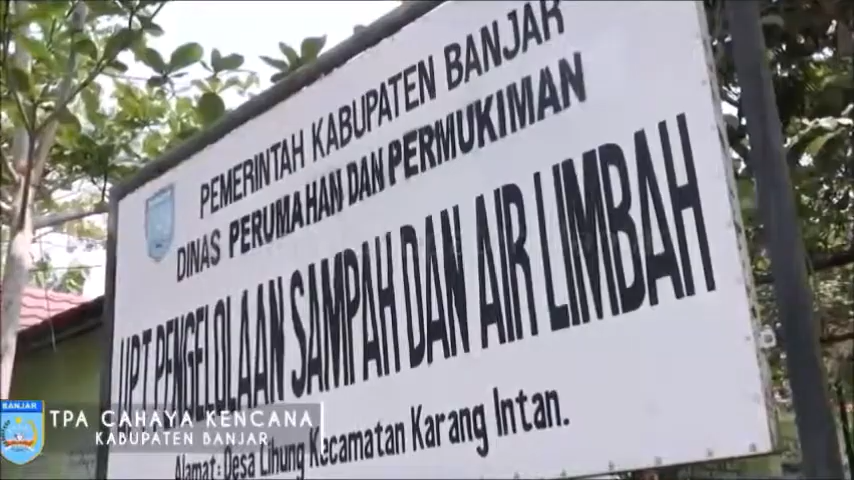 PEMERINTAH KABUPATEN BANJAR
DINAS PERUMAHAN DAN PERMUKIMAN
UPT PENGELOLAAN SAMPAH DAN AIR LIMBAH
Alamat : Desa Lihung Kecamatan Karang Intan.
BANJAR
TPA CAHAYA KENCANA
KABUPATEN BANJAR